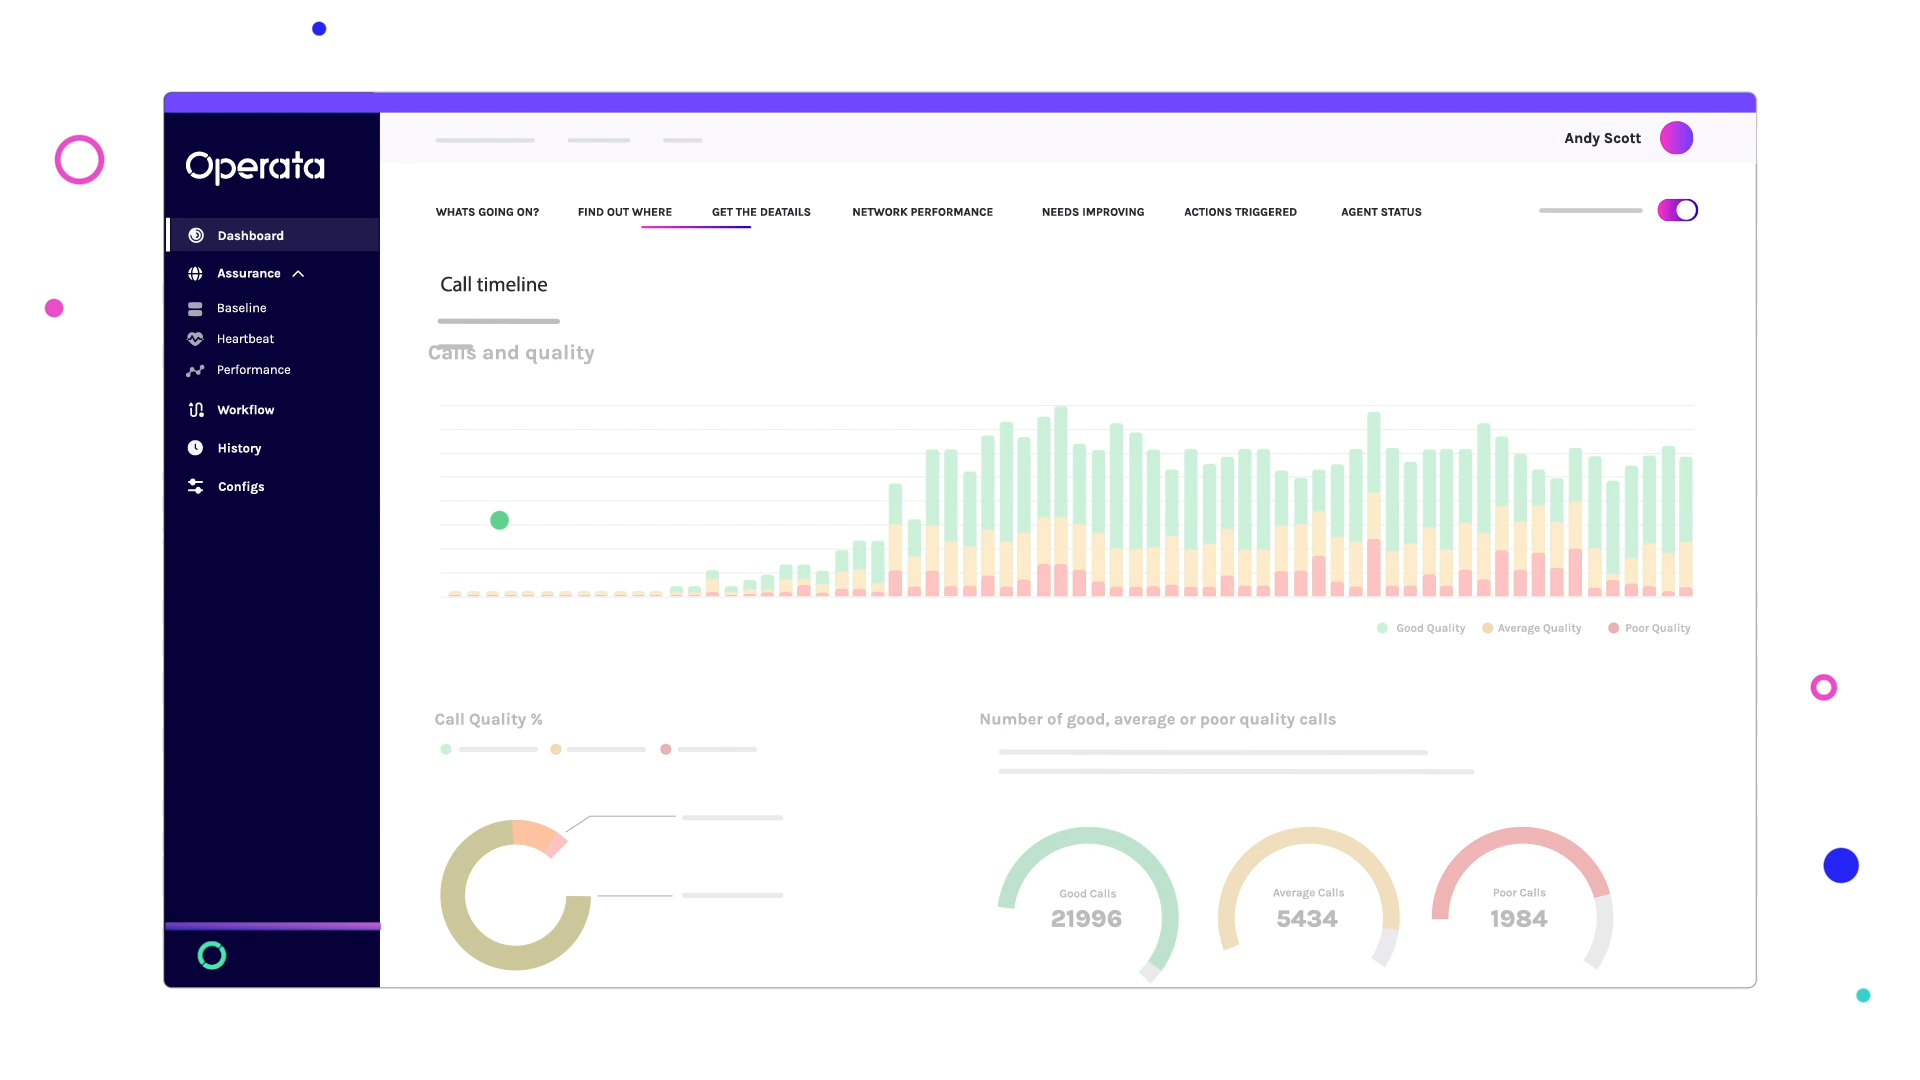 Operata
Andy Scott
Dashboard
Assurance
Baseline
Heartbeat
Performance
Workflow
History
Configs
WHATS GOING ON? FIND OUT WHERE GET THE DEATAILS NETWORK PERFORMANCE NEEDS IMPROVING ACTIONS TRIGGERED AGENT STATUS
Call timeline
Calls and quality
Good Quality Average Quality Poor Quality
Call Quality %
Number of good, average or poor quality calls
Good Calls
21996
Average Calls
5434
Poor Calls
1984